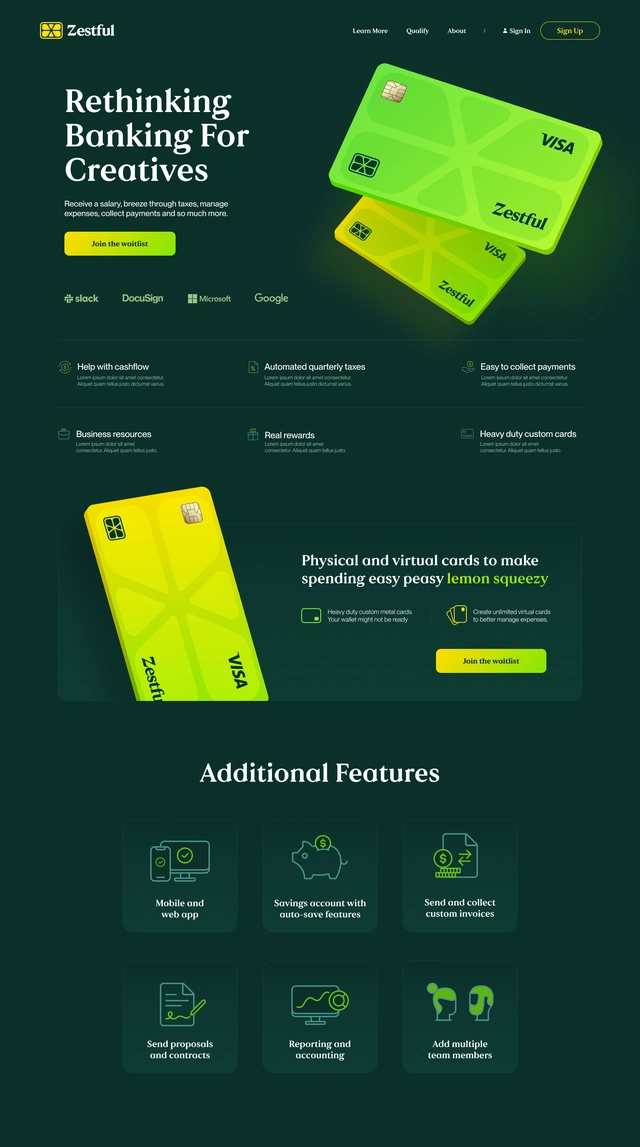 Zestful
Learn More
Qualify
About
Sign In
Sign Up
Rethinking
Banking For
Creatives
Receive a salary, breeze through taxes, manage
expenses, collect payments and so much more.
Join the waitlist
VISA
Zestful
VISA
Zestful
slack
DocuSign
Microsoft
Google
Help with cashflow
Lorem ipsum dolor sit amet consectetur.
Aliquet quam tellus justo dictumst varius.
Automated quarterly taxes
Lorem ipsum dolor sit amet consectetur.
Aliquet quam tellus justo dictumst varius.
Easy to collect payments
Lorem ipsum dolor sit amet consectetur.
Aliquet quam tellus justo dictumst varius.
Business resources
Lorem ipsum dolor sit amet
consectetur. Aliquet quam tellus justo.
Real rewards
Lorem ipsum dolor sit amet
consectetur. Aliquet quam tellus justo.
Heavy duty custom cards
Lorem ipsum dolor sit amet
consectetur. Aliquet quam tellus justo.
Zestful
VISA
Physical and virtual cards to make
spending easy peasy lemon squeezy
Heavy duty custom metal cards.
Your wallet might not be ready
Create unlimited virtual cards
to better manage expenses.
Join the waitlist
Additional Features
Mobile and
web app
Savings account with
auto-save features
Send and collect
custom invoices
Send proposals
and contracts
Reporting and
accounting
Add multiple
team members